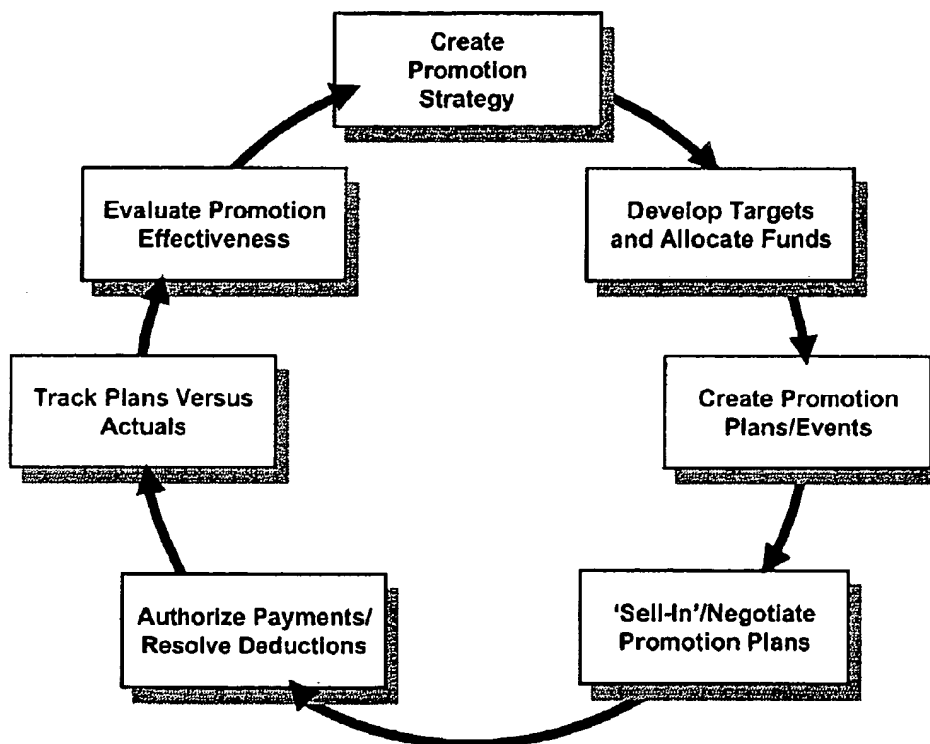 Create
Promotion
Strategy
Develop Targets
and Allocate Funds
Create Promotion
Plans/Events
‘Sell-In’/Negotiate
Promotion Plans
Authorize Payments/
Resolve Deductions
Track Plans Versus
Actuals
Evaluate Promotion
Effectiveness